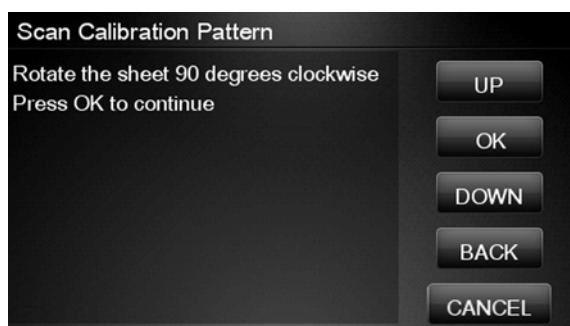 Scan Calibration Pattern
Rotate the sheet 90 degrees clockwise
Press OK to continue
UP
OK
DOWN
BACK
CANCEL